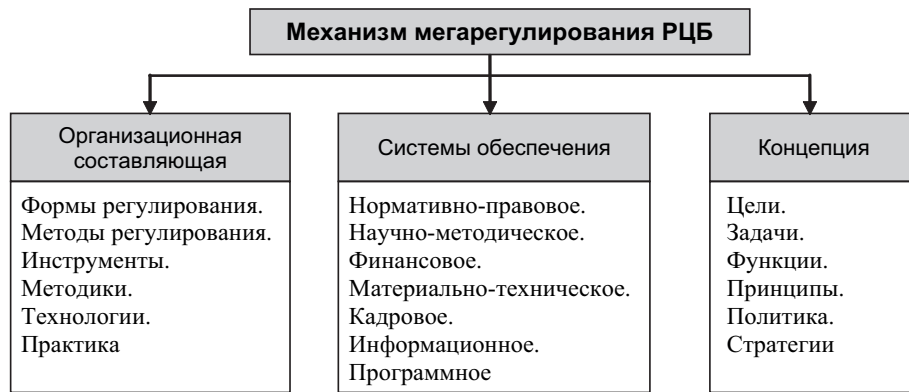 Механизм мегарегулирования РЦБ
Организационная
составляющая
Формы регулирования.
Методы регулирования.
Инструменты.
Методики.
Технологии.
Практика
Системы обеспечения
Нормативно-правовое.
Научно-методическое.
Финансовое.
Материально-техническое.
Кадровое.
Информационное.
Программное
Концепция
Цели.
Задачи.
Функции.
Принципы.
Политика.
Стратегии